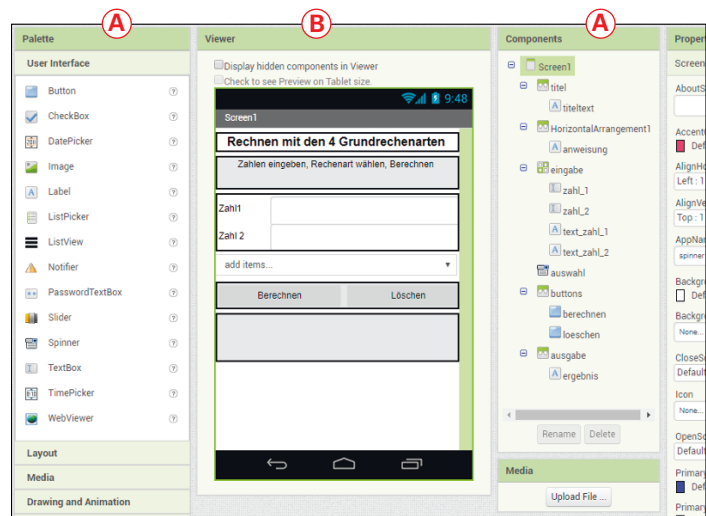 A
B
A
Palette
User Interface
Button
CheckBox
DatePicker
Image
Label
ListPicker
ListView
Notifier
PasswordTextBox
Slider
Spinner
TextBox
TimePicker
WebViewer
Layout
Media
Drawing and Animation
Viewer
Display hidden components in Viewer
Check to see Preview on Tablet size.
9:48
Screen1
Rechnen mit den 4 Grundrechenarten
Zahlen eingeben, Rechenart wählen, Berechnen
Zahl1
Zahl 2
add items...
Berechnen Löschen
Components
Screen1
titel
titeltext
HorizontalArrangement1
anweisung
eingabe
zahl_1
zahl_2
text_zahl_1
text_zahl_2
auswahl
buttons
berechnen
loeschen
ausgabe
ergebnis
Rename Delete
Media
Upload File ...
Proper
Screen
AboutS
Accent
Def
AlignHo
Left : 1
AlignVe
Top : 1
AppNar
spinner
Backgr
Def
Backgr
None...
CloseSc
Default
Icon
None...
OpenSc
Default
Primary
Def
Primary